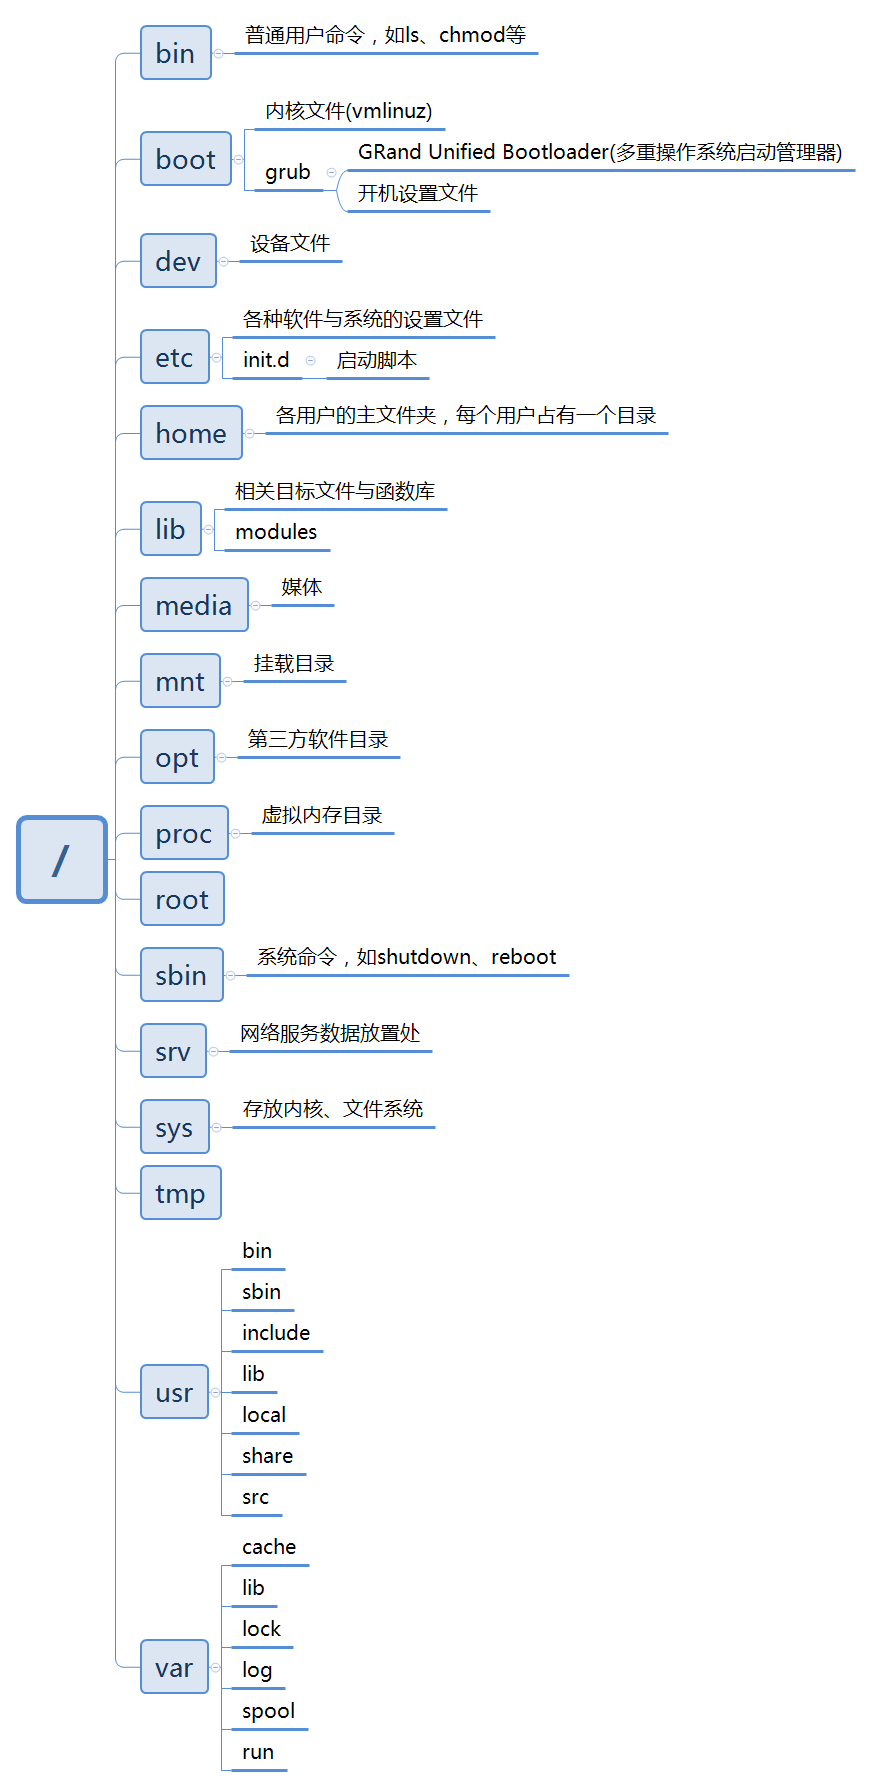 /
bin
普通用户命令，如ls、chmod等
boot
内核文件(vmlinuz)
grub
GRand Unified Bootloader(多重操作系统启动管理器)
开机设置文件
dev
设备文件
etc
各种软件与系统的设置文件
init.d
启动脚本
home
各用户的主文件夹，每个用户占有一个目录
lib
相关目标文件与函数库
modules
media
媒体
mnt
挂载目录
opt
第三方软件目录
proc
虚拟内存目录
root
sbin
系统命令，如shutdown、reboot
srv
网络服务数据放置处
sys
存放内核、文件系统
tmp
usr
bin
sbin
include
lib
local
share
src
var
cache
lib
lock
log
spool
run